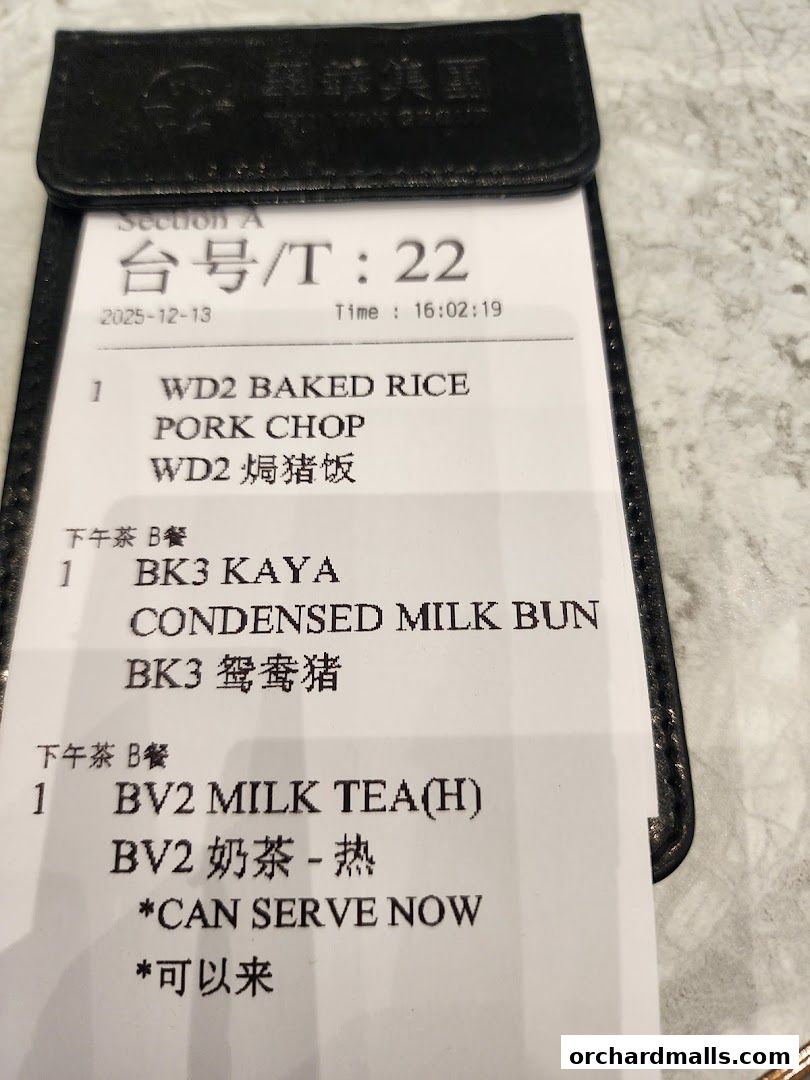 Section A
台号/T : 22
2025-12-13 Time : 16:02:19
1 WD2 BAKED RICE
PORK CHOP
WD2 焗猪饭
下午茶 B餐
1 BK3 KAYA
CONDENSED MILK BUN
BK3 鸳鸯猪
下午茶 B餐
1 BV2 MILK TEA(H)
BV2 奶茶 - 热
*CAN SERVE NOW
*可以来
orchardmalls.com